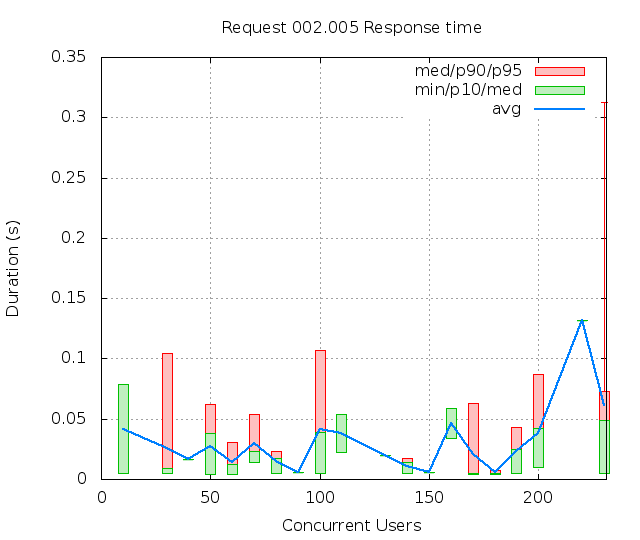 Request 002.005 Response time
0.35
0.3
0.25
0.2
0.15
0.1
0.05
0
Duration (s)
med/p90/p95
min/p10/med
avg
0 50 100 150 200
Concurrent Users